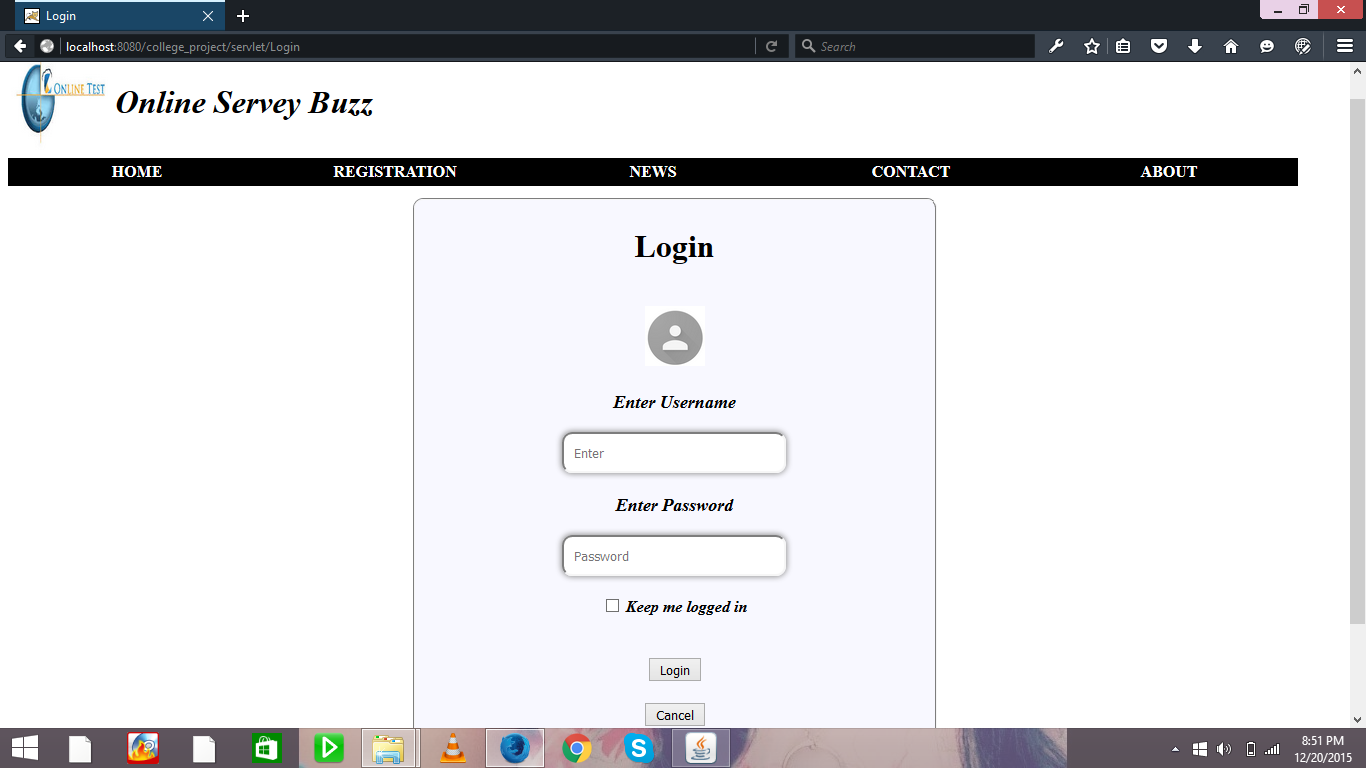 Login
localhost:8080/college_project/servlet/Login
Search
ONLINE TEST
Online Servey Buzz
HOME REGISTRATION NEWS CONTACT ABOUT
Login
Enter Username
Enter
Enter Password
Password
Keep me logged in
Login
Cancel
8:51 PM
12/20/2015